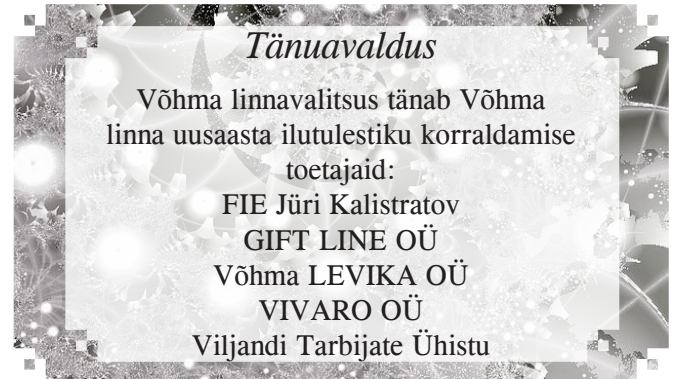 Tänuavaldus
Võhma linnavalitsus tänab Võhma
linna uusaasta ilutulestiku korraldamise
toetajaid:
FIE Jüri Kalistratov
GIFT LINE OÜ
Võhma LEVIKA OÜ
VIVARO OÜ
Viljandi Tarbijate Ühistu